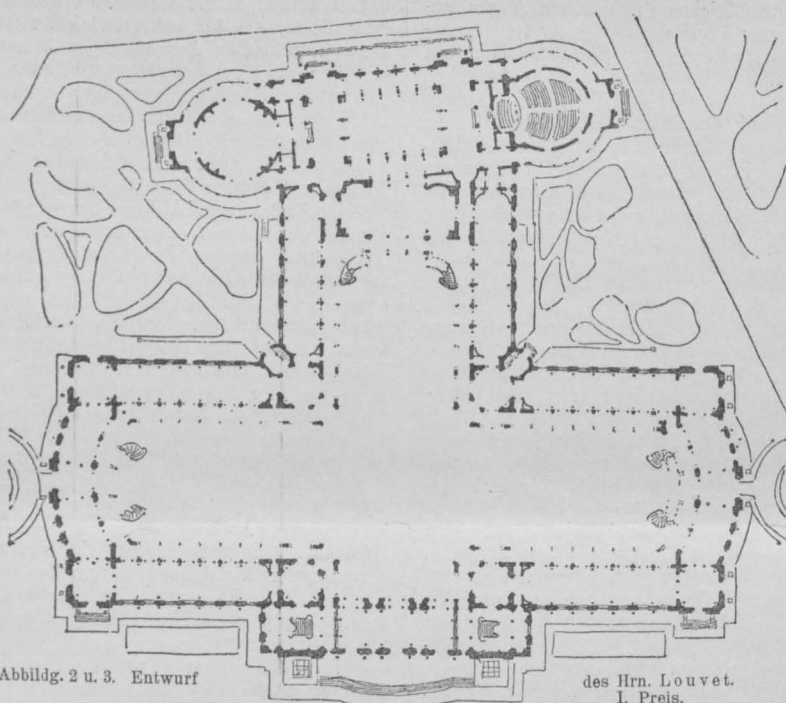 Abbildg. 2 u. 3. Entwurf
des Hrn. Louvet.
I. Preis.